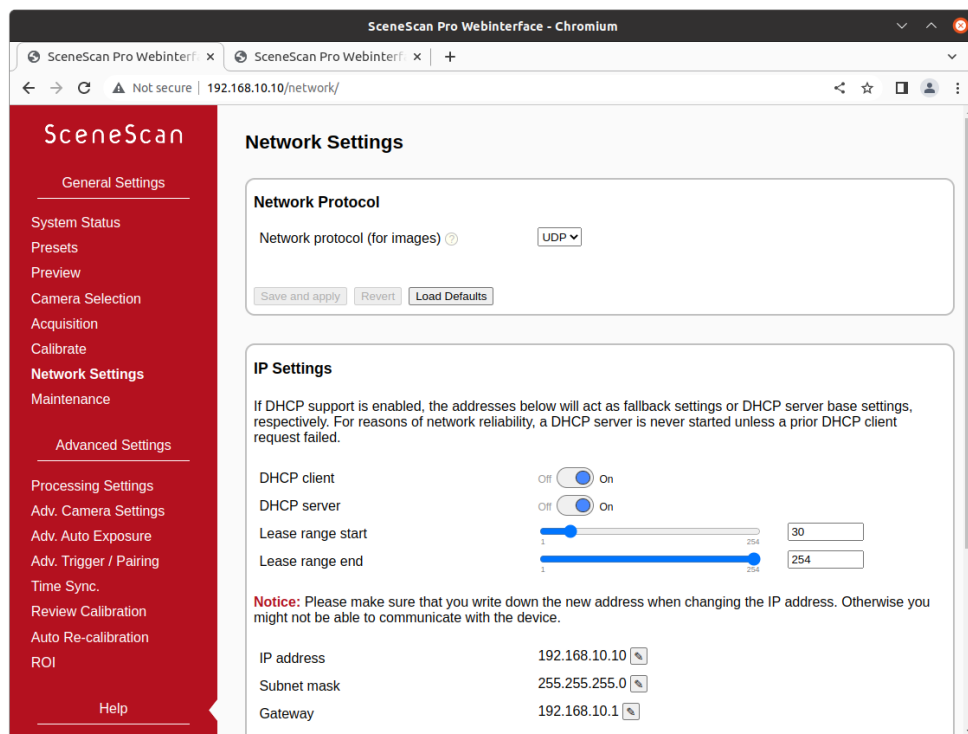 SceneScan Pro Webinterface - Chromium
SceneScan Pro Webinterf
SceneScan Pro Webinterf
Not secure
192.168.10.10/network/
SceneScan
General Settings
System Status
Presets
Preview
Camera Selection
Acquisition
Calibrate
Network Settings
Maintenance
Advanced Settings
Processing Settings
Adv. Camera Settings
Adv. Auto Exposure
Adv. Trigger / Pairing
Time Sync.
Review Calibration
Auto Re-calibration
ROI
Help
Network Settings
Network Protocol
Network protocol (for images) ?
UDP
Save and apply
Revert
Load Defaults
IP Settings
If DHCP support is enabled, the addresses below will act as fallback settings or DHCP server base settings,
respectively. For reasons of network reliability, a DHCP server is never started unless a prior DHCP client
request failed.
DHCP client
Off
On
DHCP server
Off
On
Lease range start
1
254
30
Lease range end
1
254
254
Notice: Please make sure that you write down the new address when changing the IP address. Otherwise you
might not be able to communicate with the device.
IP address
192.168.10.10
Subnet mask
255.255.255.0
Gateway
192.168.10.1